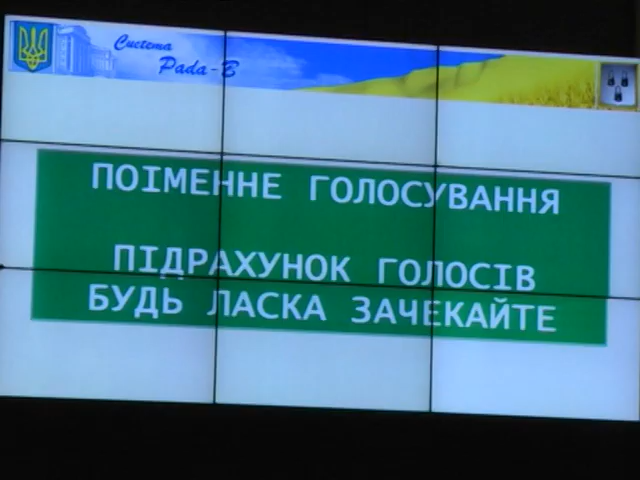 Система
Рада-В
ПОІМЕННЕ ГОЛОСУВАННЯ
ПІДРАХУНОК ГОЛОСІВ
БУДЬ ЛАСКА ЗАЧЕКАЙТЕ